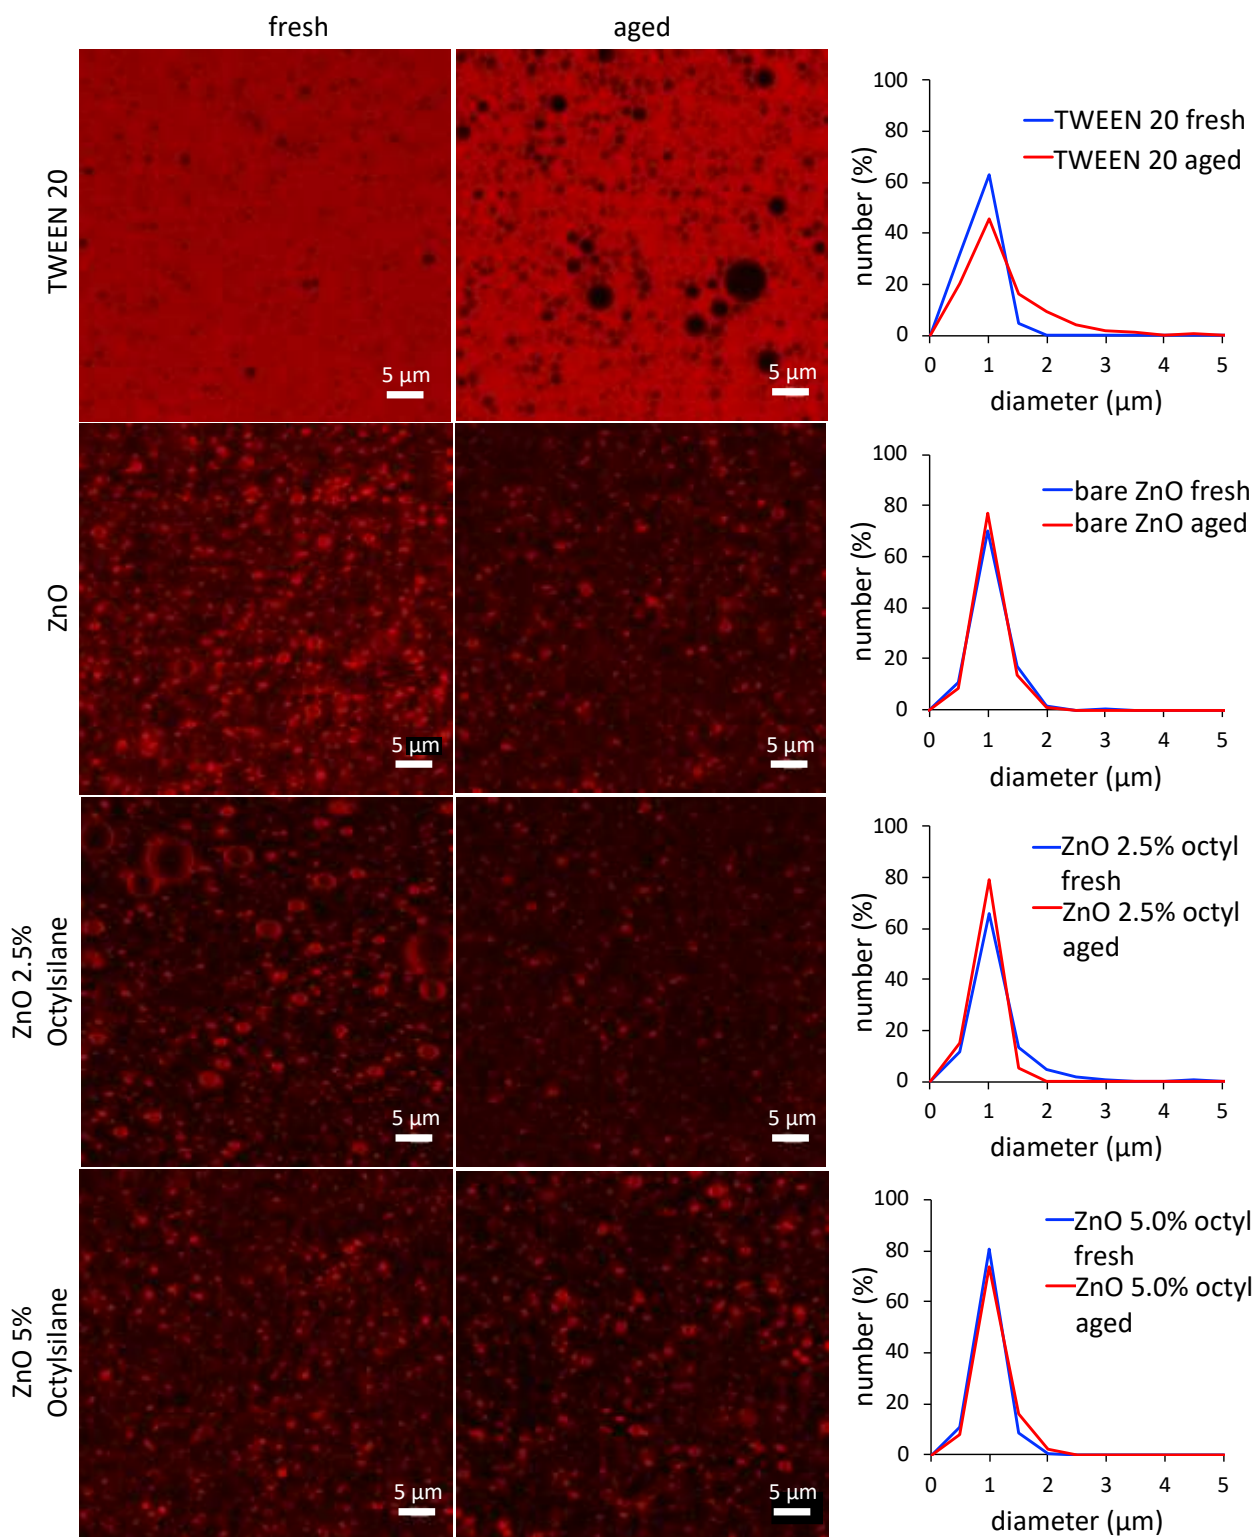 fresh
aged
TWEEN 20
5 μm
5 μm
number (%)
100
80
60
40
20
0
TWEEN 20 fresh
TWEEN 20 aged
0 1 2 3 4 5
diameter (μm)
ZnO
5 μm
5 μm
number (%)
100
80
60
40
20
0
bare ZnO fresh
bare ZnO aged
0 1 2 3 4 5
diameter (μm)
ZnO 2.5%
Octylsilane
5 μm
5 μm
number (%)
100
80
60
40
20
0
ZnO 2.5% octyl
fresh
ZnO 2.5% octyl
aged
0 1 2 3 4 5
diameter (μm)
ZnO 5%
Octylsilane
5 μm
5 μm
number (%)
100
80
60
40
20
0
ZnO 5.0% octyl
fresh
ZnO 5.0% octyl
aged
0 1 2 3 4 5
diameter (μm)